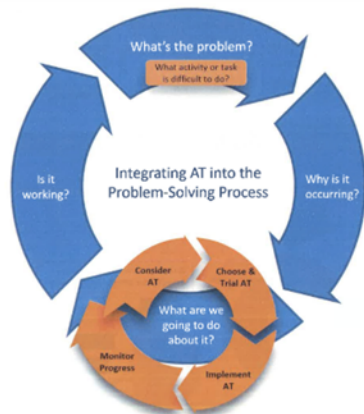 What's the problem?
What activity or task
is difficult to do?
Is it
working?
Integrating AT into the
Problem-Solving Process
Why is it
occurring?
Consider
AT
Choose &
Trial AT
What are we
going to do
about it?
Monitor
Progress
Implement
AT